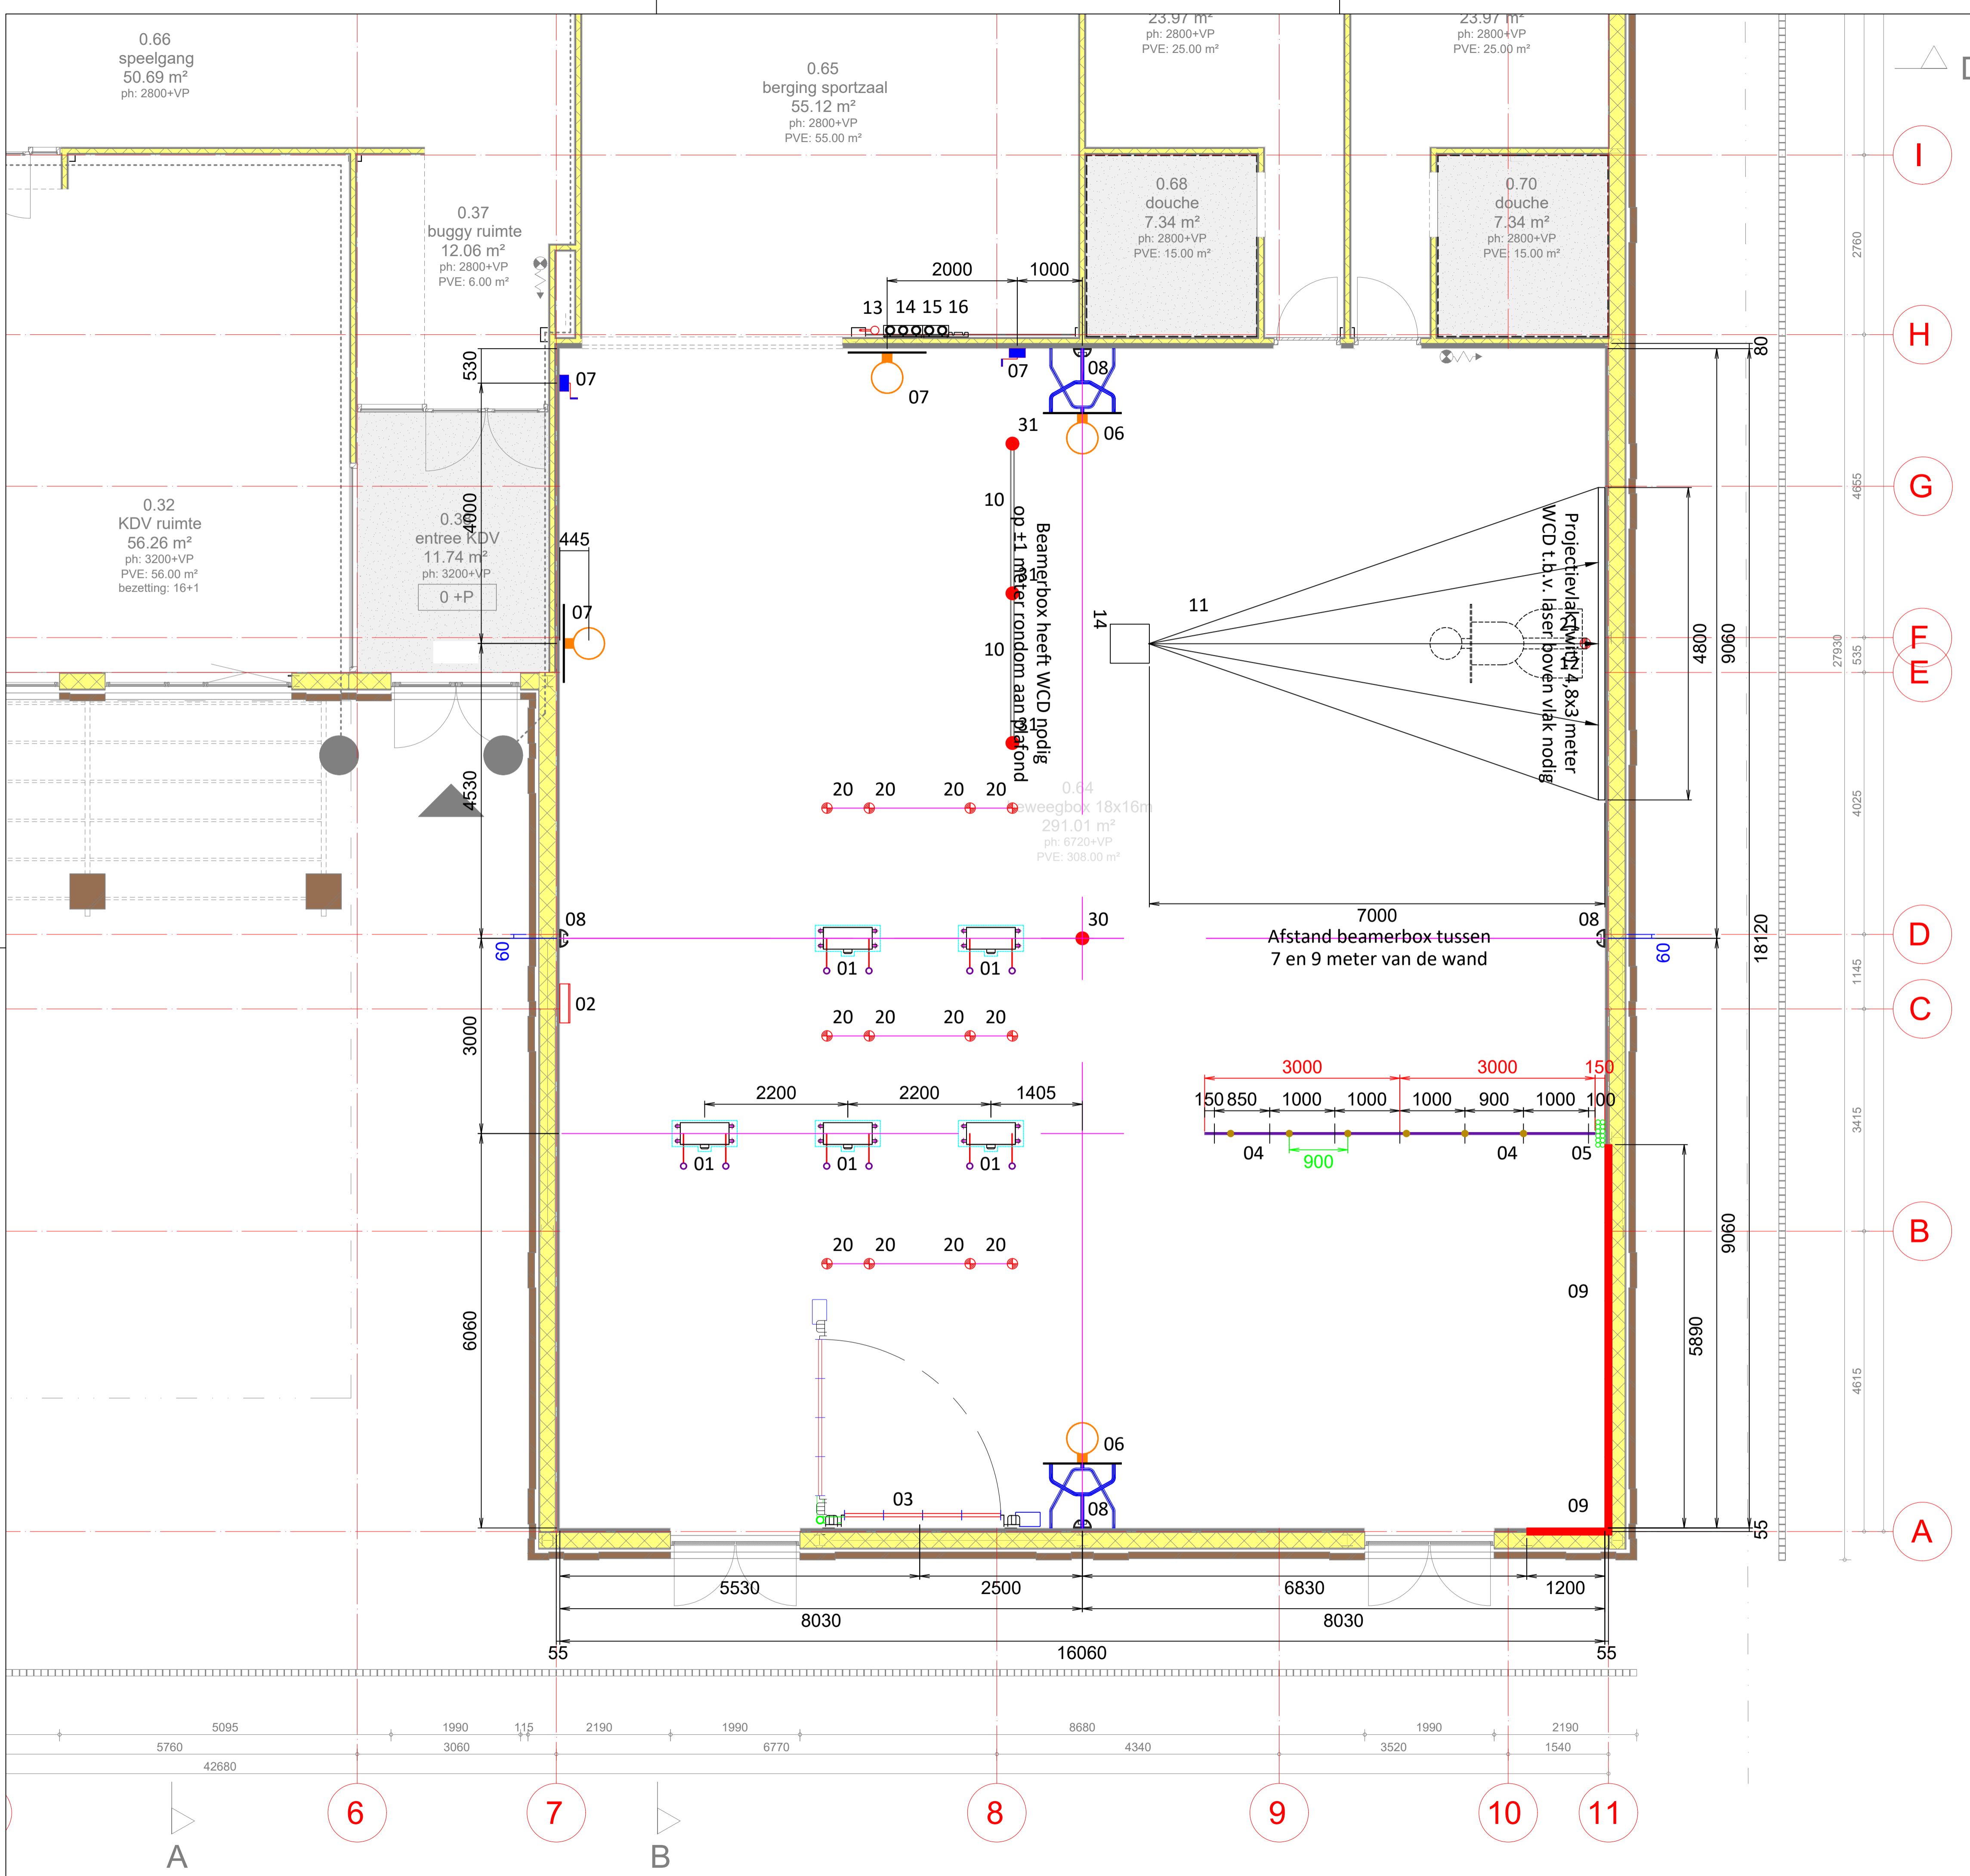 0.66
speelgang
50.69 m²
ph: 2800+VP
0.65
berging sportzaal
55.12 m²
ph: 2800+VP
PVE: 55.00 m²
23.97 m²
ph: 2800+VP
PVE: 25.00 m²
23.97 m²
ph: 2800+VP
PVE: 25.00 m²
0.37
buggy ruimte
12.06 m²
ph: 2800+VP
PVE: 6.00 m²
0.68
douche
7.34 m²
ph: 2800+VP
PVE: 15.00 m²
0.70
douche
7.34 m²
ph: 2800+VP
PVE: 15.00 m²
I
2760
H
2000
1000
13 14 15 16
80
530
07
07
07
08
06
31
0.32
KDV ruimte
56.26 m²
ph: 3200+VP
PVE: 56.00 m²
bezetting: 16+1
entree KDV
11.74 m²
ph: 3200+VP
0 +P
4000
445
07
10
31
10
31
Beamerbox heeft WCD nodig
op ±1 meter rondom aan plafond
14
11
Projectievlak (wit) 4,8x3 meter
WCD t.b.v. laser boven vlak nodig
21
12
4800
9060
27930
4655
535
G
F
E
4530
20 20 20 20
0.64
eweegbox 18x16m
291.01 m²
ph: 6720+VP
PVE: 308.00 m²
4025
7000
Afstand beamerbox tussen
7 en 9 meter van de wand
08
30
08
60
60
18120
D
01
01
02
1145
C
3000
20 20 20 20
3000
3000
150
2200
2200
1405
150
850
1000
1000
1000
900
1000
100
01
01
01
04
900
04
05
3415
B
20 20 20 20
6060
09
5890
9060
4615
06
03
08
09
55
A
5530
2500
6830
1200
8030
8030
55
16060
55
5095
1990
115
2190
1990
8680
1990
2190
5760
3060
6770
4340
3520
1540
42680
6
7
8
9
10
11
A
B